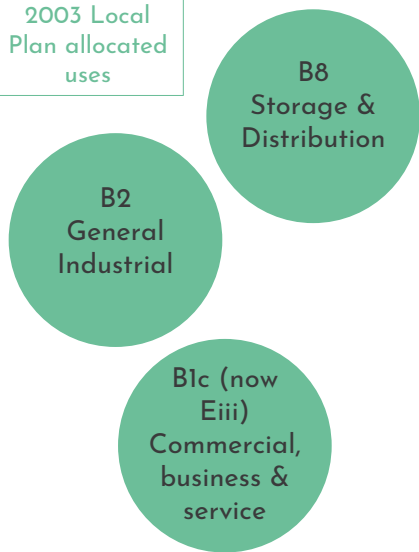 2003 Local
Plan allocated
uses
B8
Storage &
Distribution
B2
General
Industrial
B1c (now
Eiii)
Commercial,
business &
service